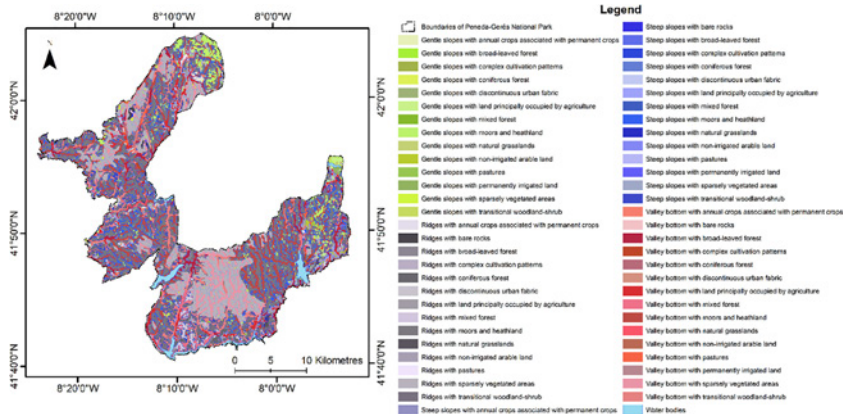 8°20'0"W 8°10'0"W 8°0'0"W
42°0'0"N
41°50'0"N
41°40'0"N
42°0'0"N
41°50'0"N
41°40'0"N
0 5 10 Kilometres
8°20'0"W 8°10'0"W 8°0'0"W
Legend
Boundaries of Peneda-Gerês National Park
Gentle slopes with annual crops associated with permanent crops
Gentle slopes with broad-leaved forest
Gentle slopes with complex cultivation patterns
Gentle slopes with coniferous forest
Gentle slopes with discontinuous urban fabric
Gentle slopes with land principally occupied by agriculture
Gentle slopes with mixed forest
Gentle slopes with moors and heathland
Gentle slopes with natural grasslands
Gentle slopes with non-irrigated arable land
Gentle slopes with pastures
Gentle slopes with permanently irrigated land
Gentle slopes with sparsely vegetated areas
Gentle slopes with transitional woodland-shrub
Ridges with annual crops associated with permanent crops
Ridges with bare rocks
Ridges with broad-leaved forest
Ridges with complex cultivation patterns
Ridges with coniferous forest
Ridges with discontinuous urban fabric
Ridges with land principally occupied by agriculture
Ridges with mixed forest
Ridges with moors and heathland
Ridges with natural grasslands
Ridges with non-irrigated arable land
Ridges with pastures
Ridges with sparsely vegetated areas
Ridges with transitional woodland-shrub
Steep slopes with annual crops associated with permanent crops
Steep slopes with bare rocks
Steep slopes with broad-leaved forest
Steep slopes with complex cultivation patterns
Steep slopes with coniferous forest
Steep slopes with discontinuous urban fabric
Steep slopes with land principally occupied by agriculture
Steep slopes with mixed forest
Steep slopes with moors and heathland
Steep slopes with natural grasslands
Steep slopes with non-irrigated arable land
Steep slopes with pastures
Steep slopes with permanently irrigated land
Steep slopes with sparsely vegetated areas
Steep slopes with transitional woodland-shrub
Valley bottom with annual crops associated with permanent crops
Valley bottom with bare rocks
Valley bottom with broad-leaved forest
Valley bottom with complex cultivation patterns
Valley bottom with coniferous forest
Valley bottom with discontinuous urban fabric
Valley bottom with land principally occupied by agriculture
Valley bottom with mixed forest
Valley bottom with moors and heathland
Valley bottom with natural grasslands
Valley bottom with non-irrigated arable land
Valley bottom with pastures
Valley bottom with permanently irrigated land
Valley bottom with sparsely vegetated areas
Valley bottom with transitional woodland-shrub
Water bodies